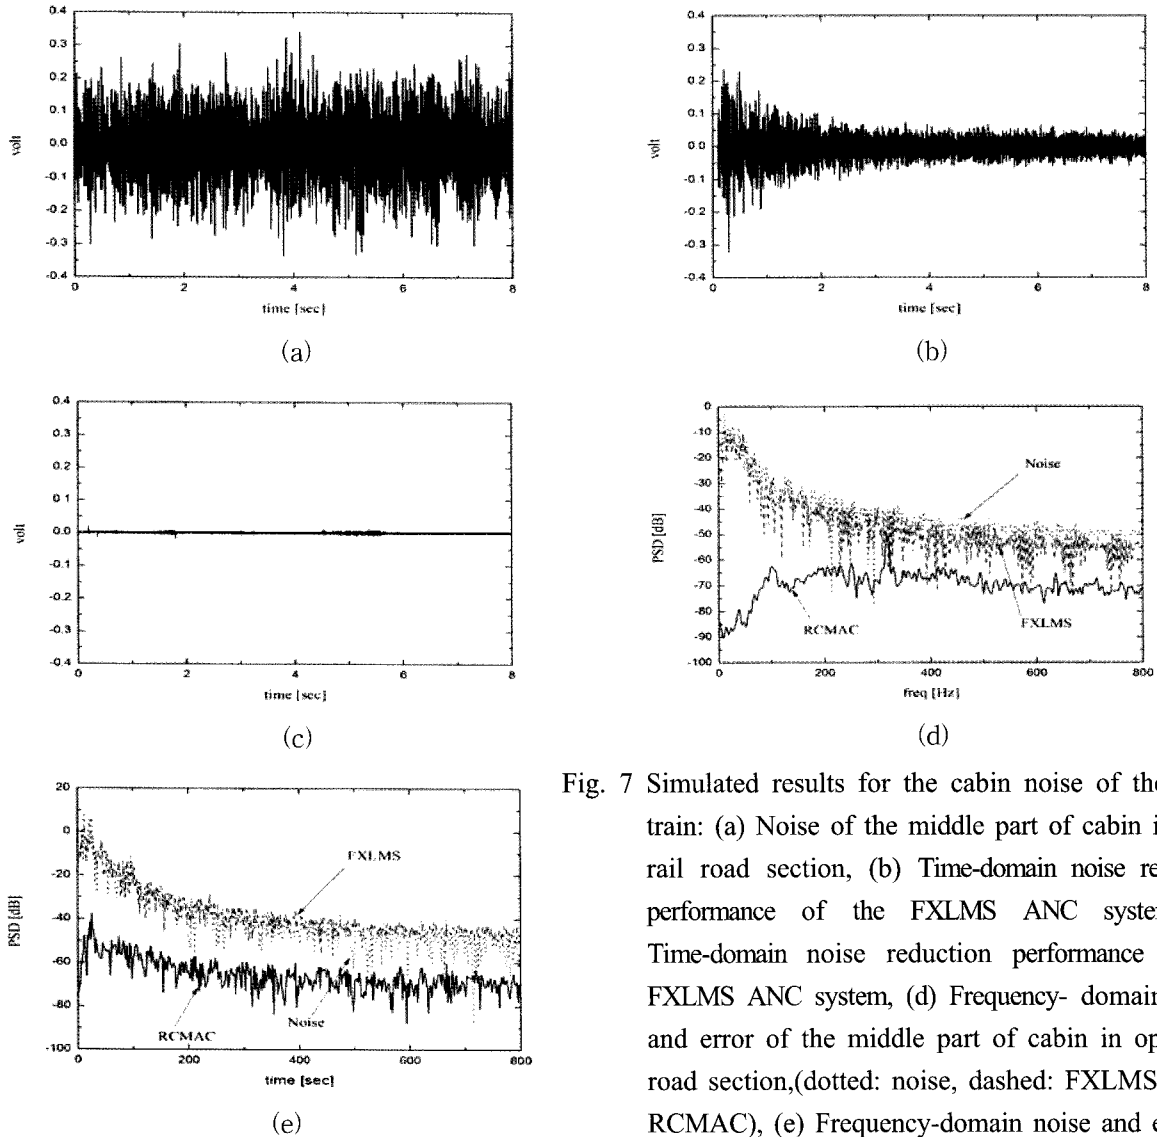 0.4
0.3
0.2
0.1
0.0
-0.1
-0.2
-0.3
-0.4
volt
0 2 4 6 8
time [sec]
(a)
0.4
0.3
0.2
0.1
0.0
-0.1
-0.2
-0.3
-0.4
volt
0 2 4 6 8
time [sec]
(b)
0.4
0.3
0.2
0.1
0.0
-0.1
-0.2
-0.3
-0.4
volt
0 2 4 6 8
time [sec]
(c)
0
-10
-20
-30
-40
-50
-60
-70
-80
-90
-100
PSD [dB]
Noise
RCMAC
FXLMS
0 200 400 600 800
freq [Hz]
(d)
20
0
-20
-40
-60
-80
-100
PSD [dB]
FXLMS
RCMAC
Noise
0 200 400 600 800
time [sec]
(e)
Fig. 7 Simulated results for the cabin noise of the
train: (a) Noise of the middle part of cabin i
rail road section, (b) Time-domain noise re
performance of the FXLMS ANC syste
Time-domain noise reduction performance
FXLMS ANC system, (d) Frequency- domain
and error of the middle part of cabin in op
road section,(dotted: noise, dashed: FXLMS
RCMAC), (e) Frequency-domain noise and e